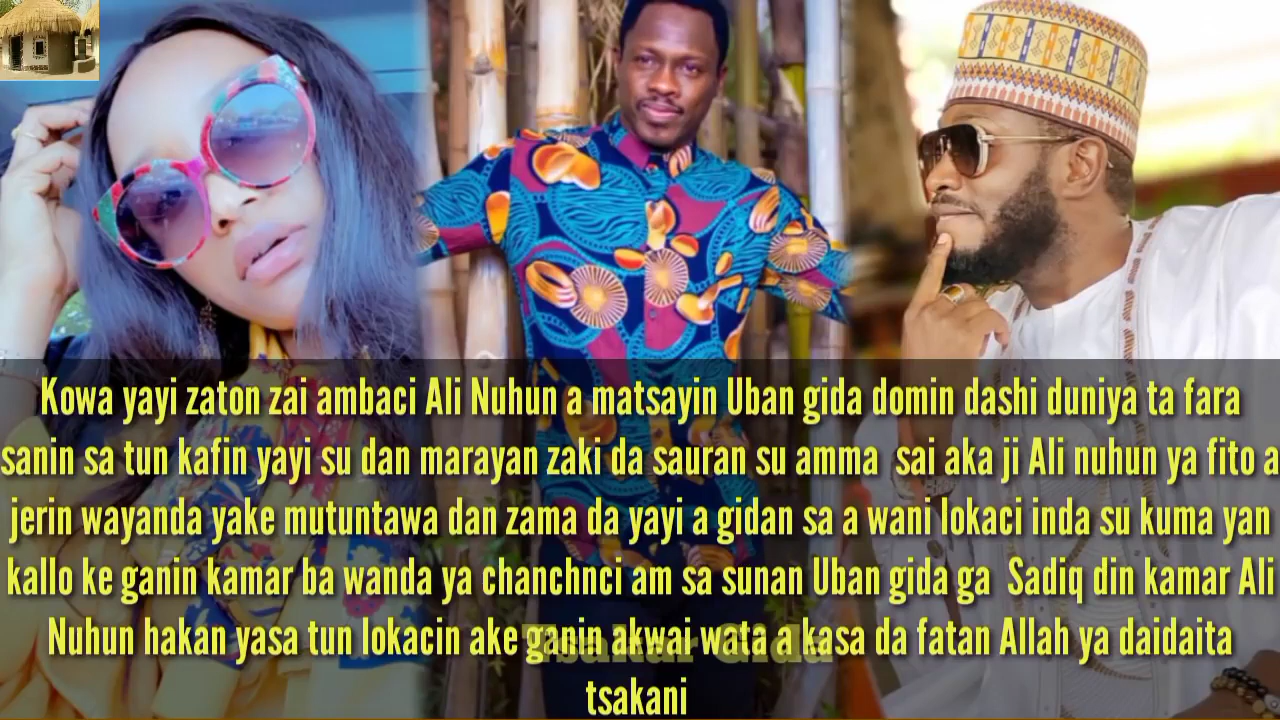 Kowa yayi zaton zai ambaci Ali Nuhun a matsayin Uban gida domin dashi duniya ta fara
sanin sa tun kafin yayi su dan marayan zaki da sauran su amma sai aka ji Ali nuhun ya fito a
jerin wayanda yake mutuntawa dan zama da yayi a gidan sa a wani lokaci inda su kuma yan
kallo ke ganin kamar ba wanda ya chanchnci am sa sunan Uban gida ga Sadiq din kamar Ali
Nuhun hakan yasa tun lokacin ake ganin akwai wata a kasa da fatan Allah ya daidaita
tsakani
Tsakar Gida